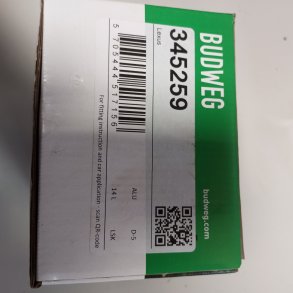 BUDWEG
345259
Lexus
5 705444 517156
budweg.com
ALU
D-5
14 L
LSK
For fitting instruction and car application - scan QR-code